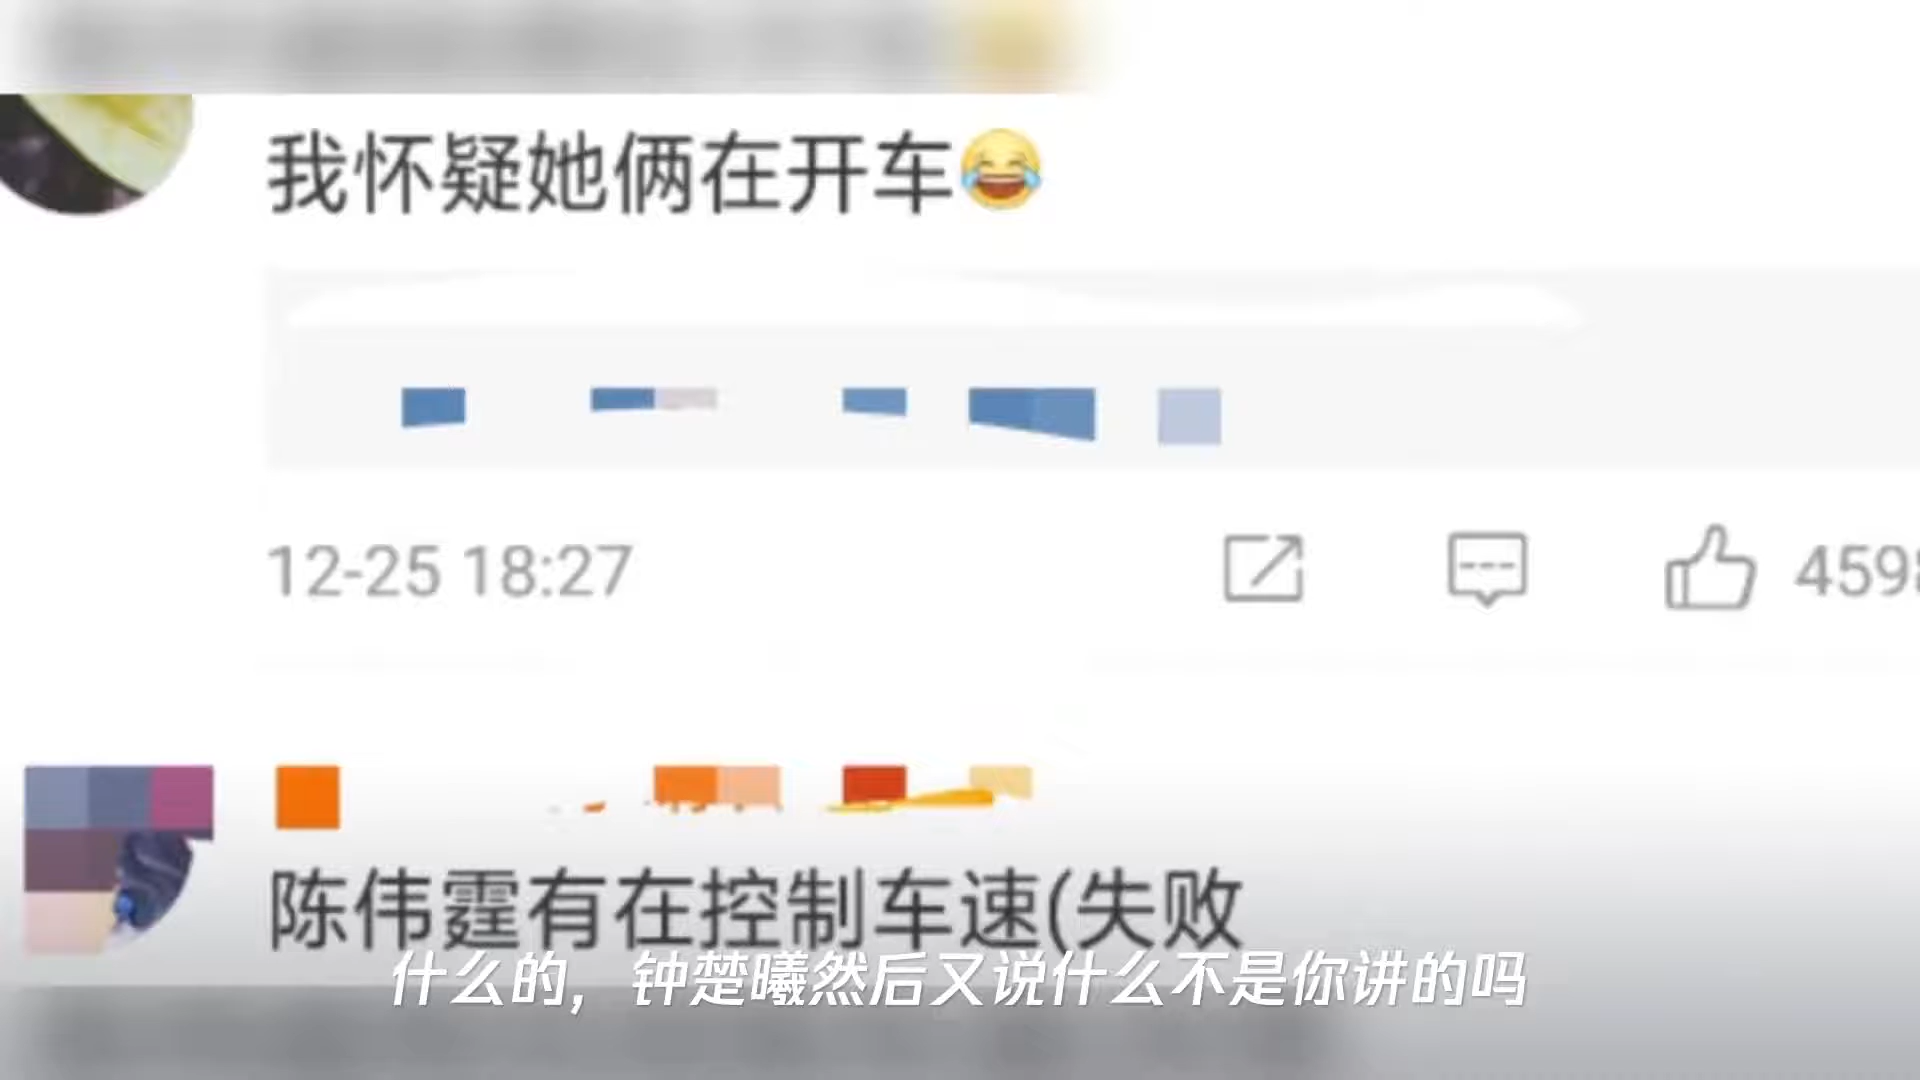 我怀疑她俩在开车😂
12-25 18:27
459
陈伟霆有在控制车速(失败
什么的，钟楚曦然后又说什么不是你讲的吗